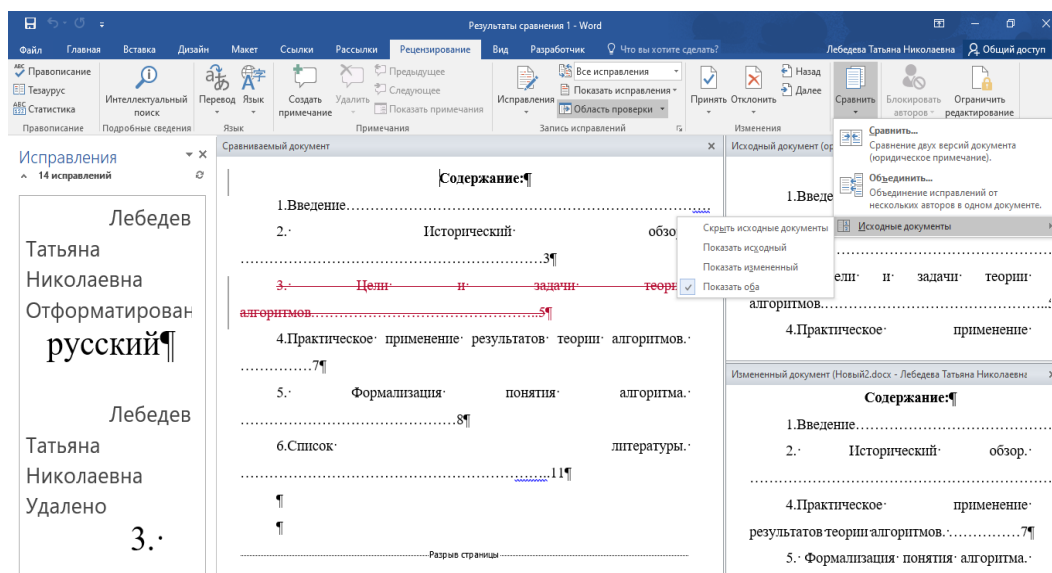 Результаты сравнения 1 - Word
Файл Главная Вставка Дизайн Макет Ссылки Рассылки Рецензирование Вид Разработчик Что вы хотите сделать? Лебедева Татьяна Николаевна Общий доступ
ABC Правописание
Тезаурус
ABC 123 Статистика
Правописание
Интеллектуальный поиск
Подробные сведения
Перевод Язык
Язык
Создать примечание
Удалить
Предыдущее
Следующее
Показать примечания
Примечания
Исправления
Все исправления
Показать исправления
Область проверки
Запись исправлений
Принять Отклонить
Назад
Далее
Изменения
Сравнить
Блокировать авторов
Ограничить редактирование
Сравнить...
Сравнение двух версий документа
(юридическое примечание).
Объединить...
Объединение исправлений от
нескольких авторов в одном документе.
Исходные документы
Скрыть исходные документы
Показать исходный
Показать измененный
Показать оба
Исправления
14 исправлений
Лебедев
Татьяна
Николаевна
Отформатирован
русский¶
Лебедев
Татьяна
Николаевна
Удалено
3.·
Сравниваемый документ
Содержание:¶
1.Введение…………………………………………………………
2.· Исторический· обзо
………………………………………………3¶
3.· Цели· и· задачи· теор
алгоритмов…………………………………5¶
4.Практическое· применение· результатов· теории· алгоритмов.·
……………7¶
5.· Формализация· понятия· алгоритма.·
…………………………………8¶
6.Список· литературы.·
………………………………………………11¶
¶
¶
Разрыв страницы
Исходный документ (ор
1.Введе
ели· и· задачи· теории·
алгоритмов…………………………………4
4.Практическое· применение·
Измененный документ (Новый2.docx - Лебедева Татьяна Николаевна
Содержание:¶
1.Введение…………………………
2.· Исторический· обзор.·
…………………………………………
4.Практическое· применение·
результатов·теории·алгоритмов.·……………7¶
5.· Формализация· понятия· алгоритма.·